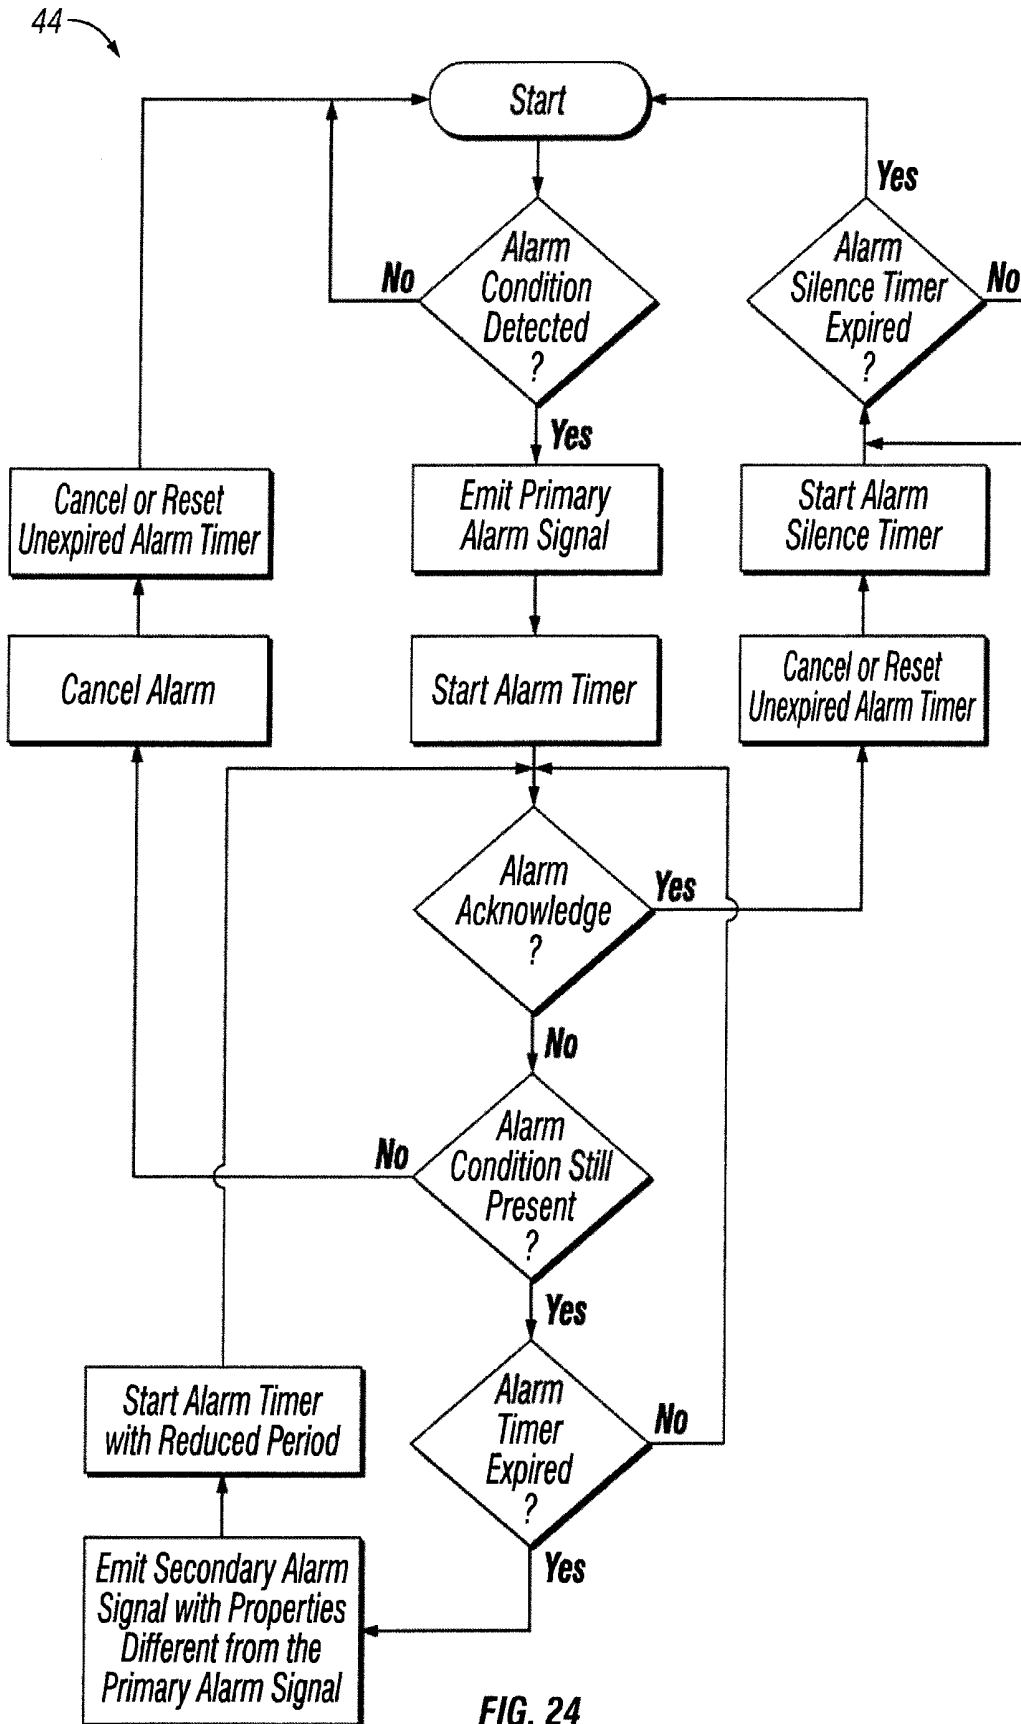 44
Start
Yes
Alarm
Condition
Detected
?
No
Alarm
Silence Timer
Expired
?
No
Yes
Cancel or Reset
Unexpired Alarm Timer
Emit Primary
Alarm Signal
Start Alarm
Silence Timer
Cancel Alarm
Start Alarm Timer
Cancel or Reset
Unexpired Alarm Timer
Alarm
Acknowledge
?
Yes
No
Alarm
Condition Still
Present
?
No
Yes
Start Alarm Timer
with Reduced Period
Alarm
Timer
Expired
?
No
Yes
Emit Secondary Alarm
Signal with Properties
Different from the
Primary Alarm Signal
FIG. 24